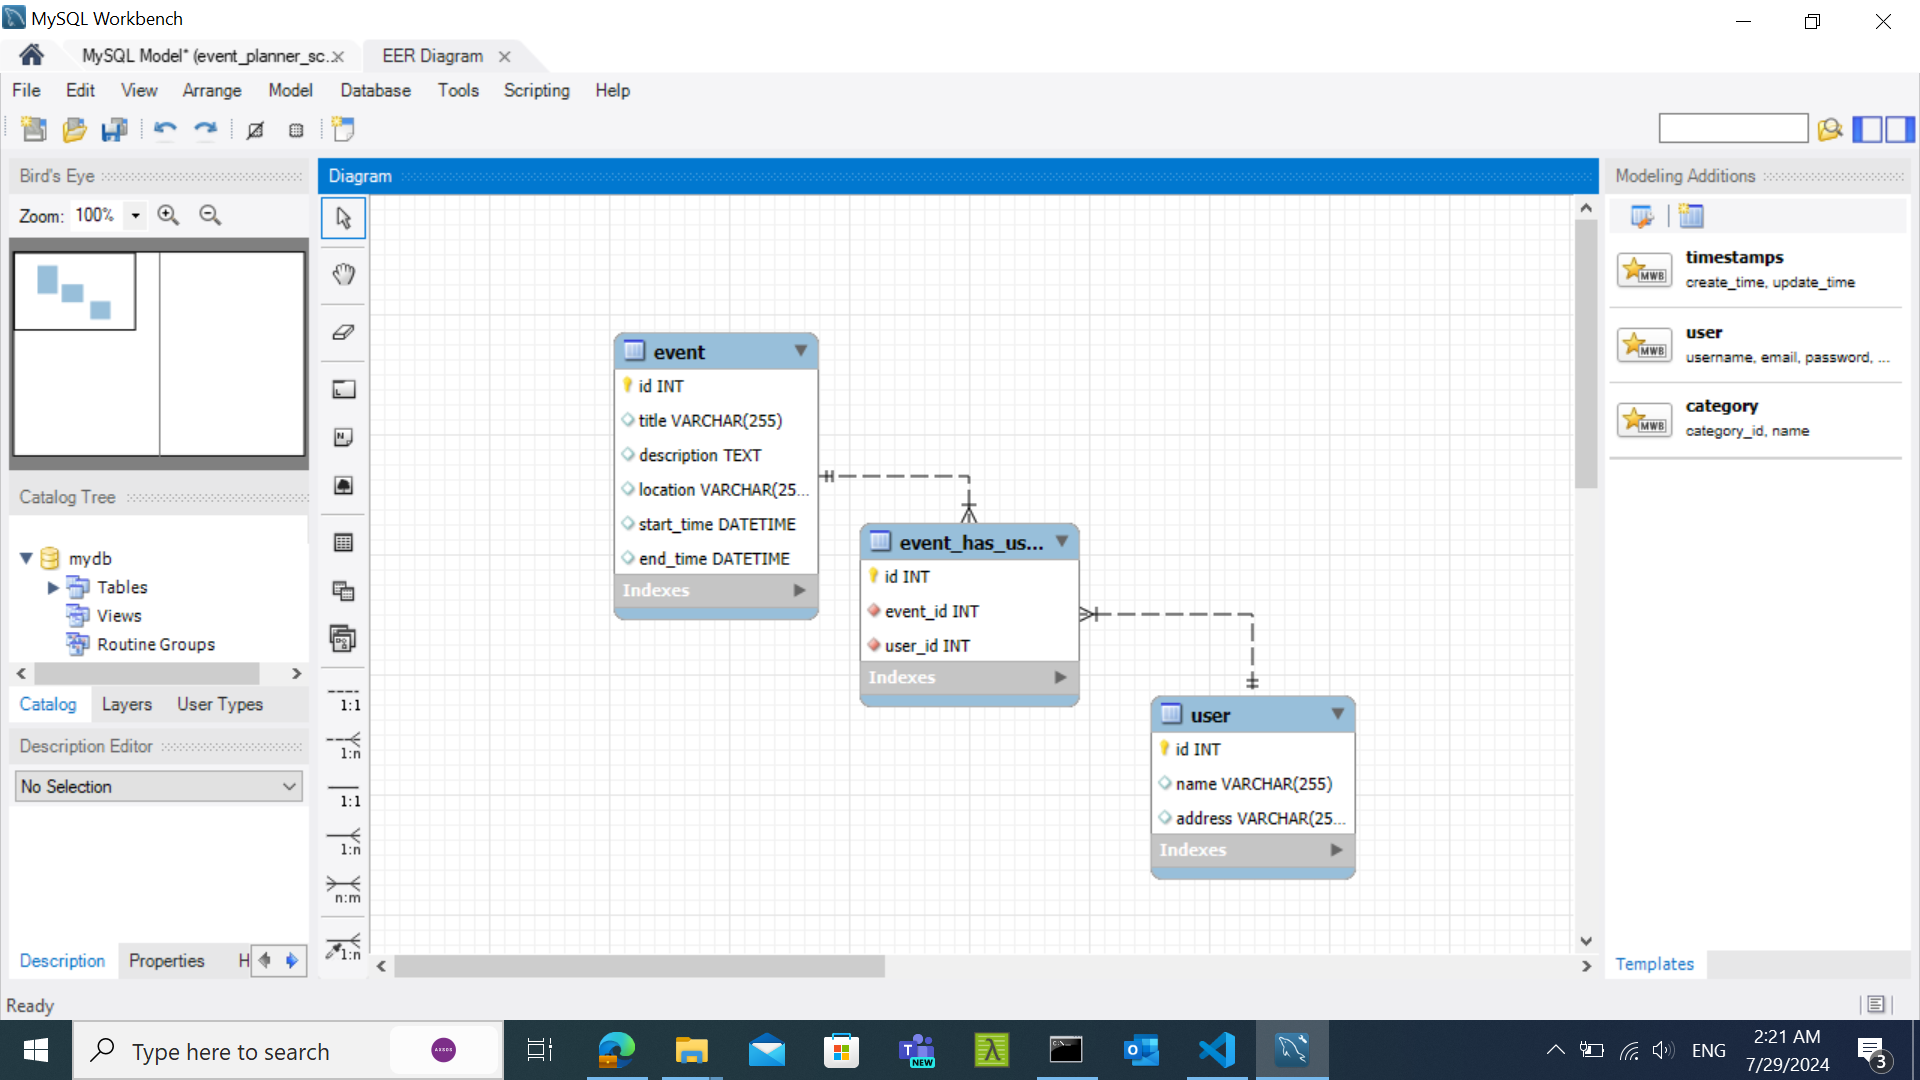 MySQL Workbench
MySQL Model* (event_planner_sc...
EER Diagram
File Edit View Arrange Model Database Tools Scripting Help
Bird's Eye
Zoom: 100%
Catalog Tree
mydb
Tables
Views
Routine Groups
Catalog Layers User Types
Description Editor
No Selection
Description Properties H
Ready
Diagram
1:1
1:n
1:1
1:n
n:m
1:n
event
id INT
title VARCHAR(255)
description TEXT
location VARCHAR(25...
start_time DATETIME
end_time DATETIME
Indexes
event_has_us...
id INT
event_id INT
user_id INT
Indexes
user
id INT
name VARCHAR(255)
address VARCHAR(25...
Indexes
Modeling Additions
MWB
timestamps
create_time, update_time
MWB
user
username, email, password, ...
MWB
category
category_id, name
Templates
Type here to search
NEW
ENG
2:21 AM
7/29/2024
3